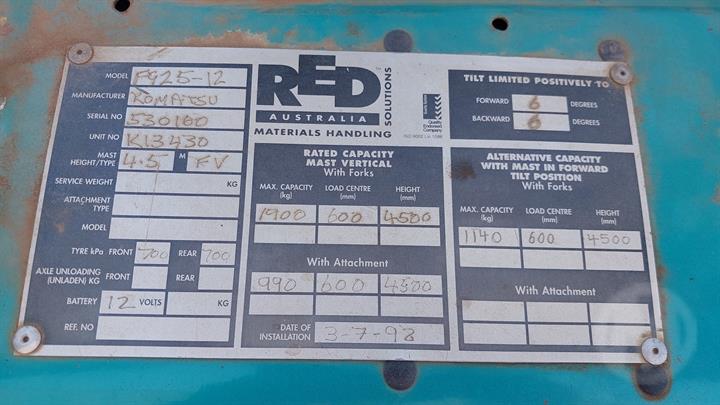 MODEL FG25-12
MANUFACTURER KOMATSU
SERIAL NO 530160
UNIT NO K13430
MAST HEIGHT/TYPE 4.5 M FV
SERVICE WEIGHT KG
ATTACHMENT TYPE
MODEL
TYRE kPa FRONT 700 REAR 700
AXLE UNLOADING (UNLADEN) KG FRONT REAR
BATTERY 12 VOLTS KG
REF. NO
RED
AUSTRALIA
MATERIALS HANDLING
SOLUTIONS
Quality
Endorsed
Company
RATED CAPACITY
MAST VERTICAL
With Forks
MAX. CAPACITY (kg) LOAD CENTRE (mm) HEIGHT (mm)
1900 600 4500
With Attachment
990 600 4500
DATE OF INSTALLATION 3-7-98
TILT LIMITED POSITIVELY TO
FORWARD 6 DEGREES
BACKWARD 6 DEGREES
ALTERNATIVE CAPACITY
WITH MAST IN FORWARD
TILT POSITION
With Forks
MAX. CAPACITY (kg) LOAD CENTRE (mm) HEIGHT (mm)
1140 600 4500
With Attachment